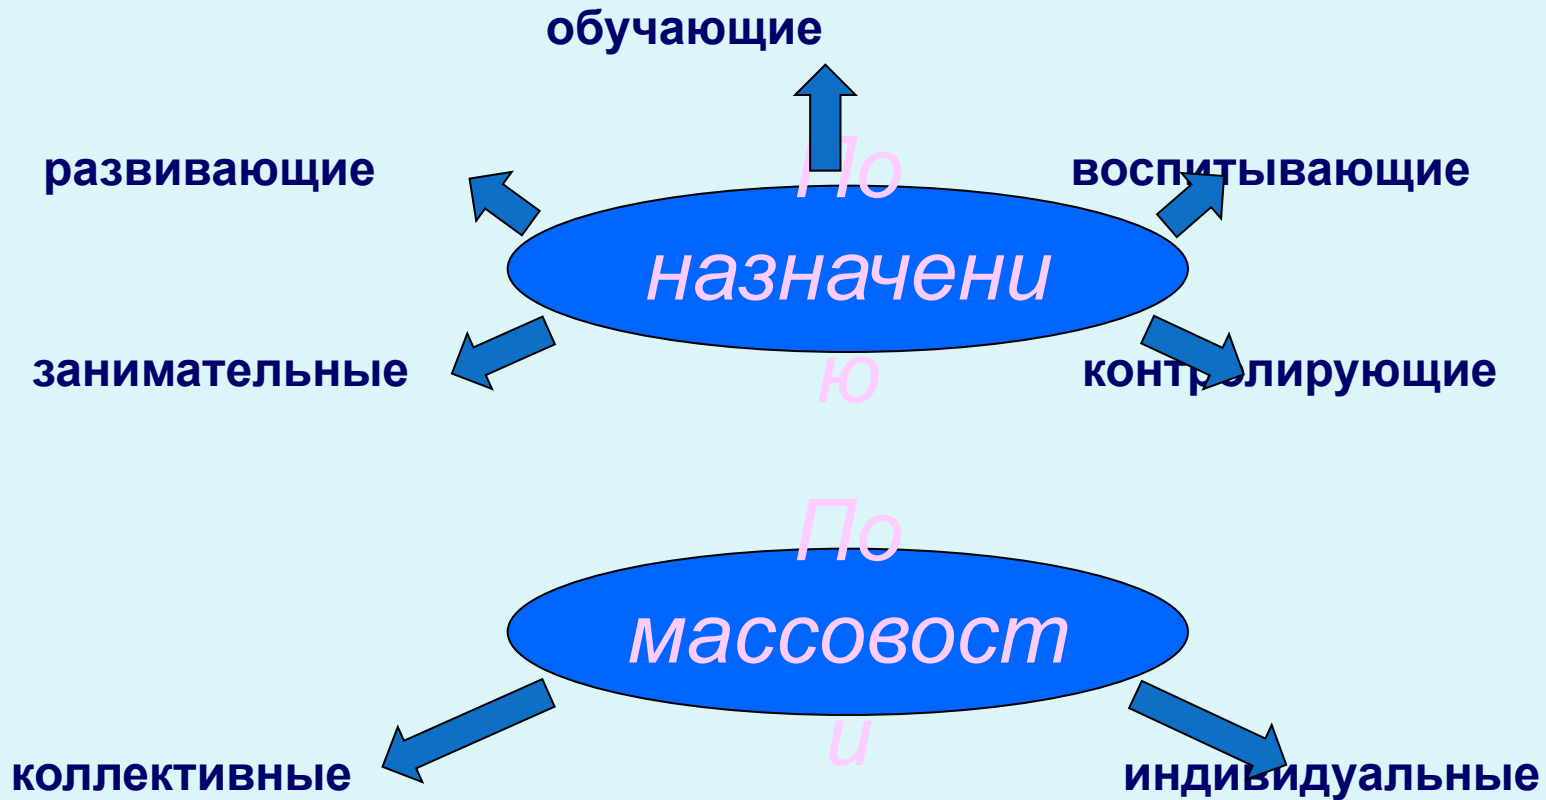 обучающие
развивающие
воспитывающие
По
назначени
ю
занимательные
контролирующие
По
массовост
и
коллективные
индивидуальные